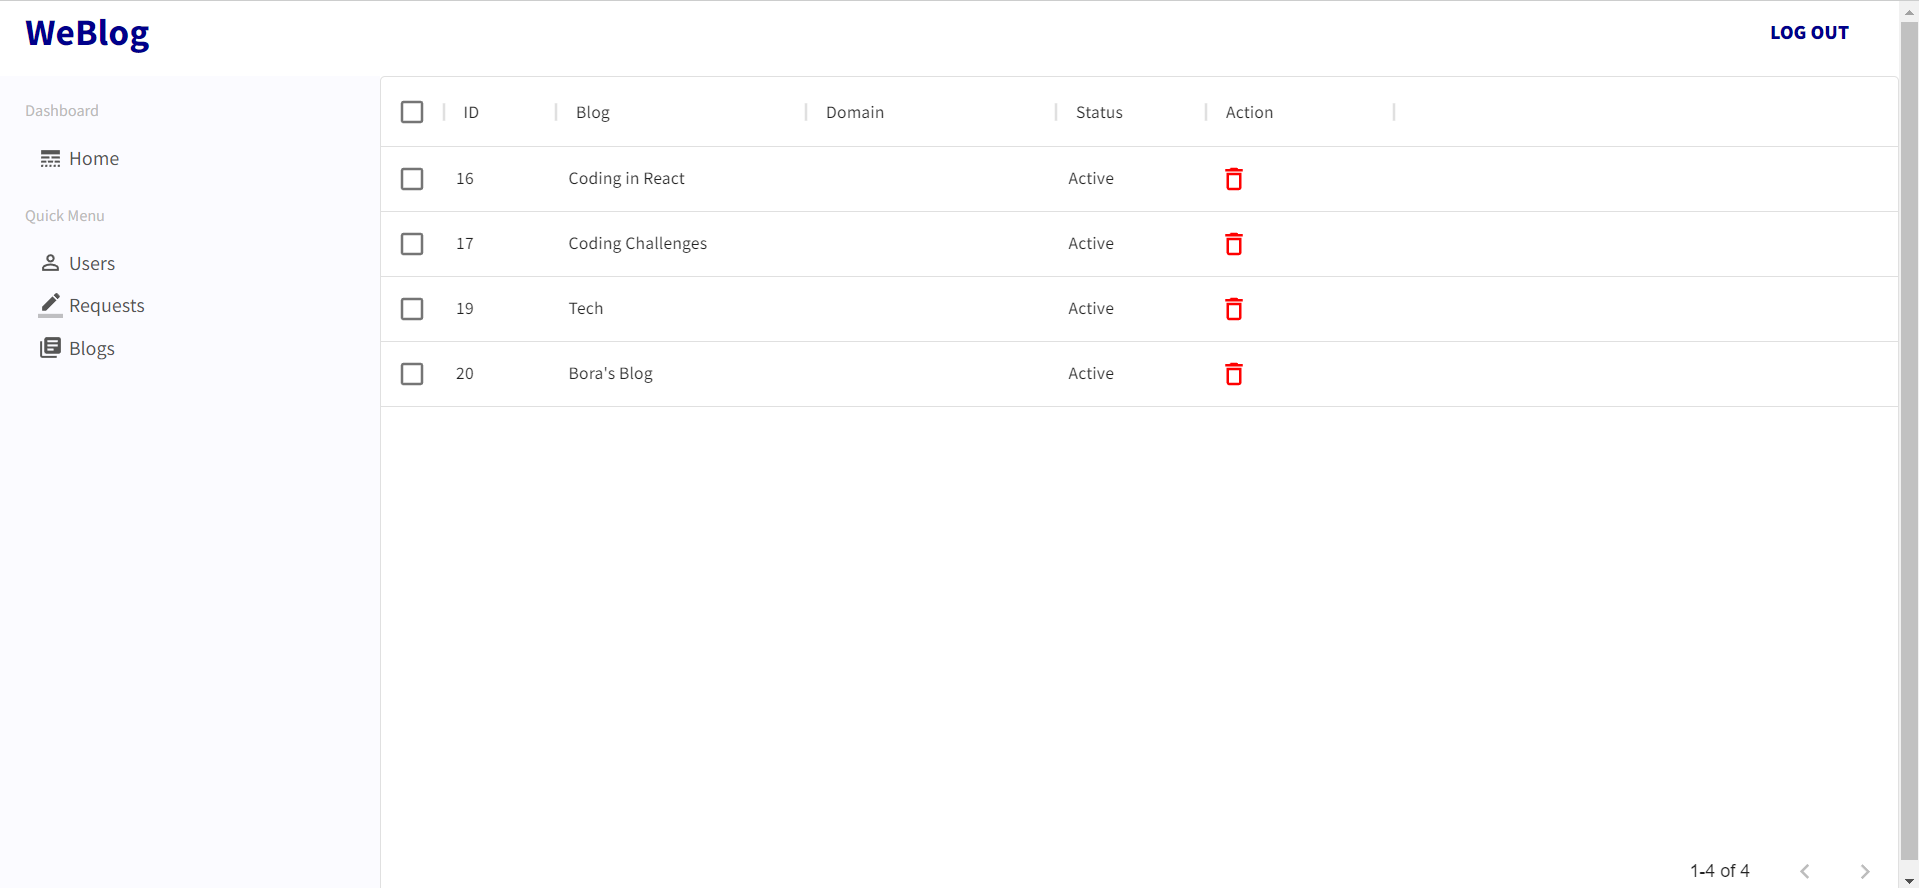 WeBlog
LOG OUT
Dashboard
Home
Quick Menu
Users
Requests
Blogs
ID Blog Domain Status Action
16 Coding in React Active
17 Coding Challenges Active
19 Tech Active
20 Bora's Blog Active
1-4 of 4